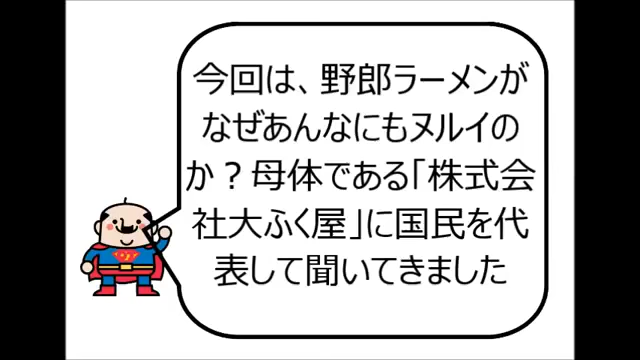 今回は、野郎ラーメンが
なぜあんなにもヌルイの
か？母体である「株式会
社大ふく屋」に国民を代
表して聞いてきました